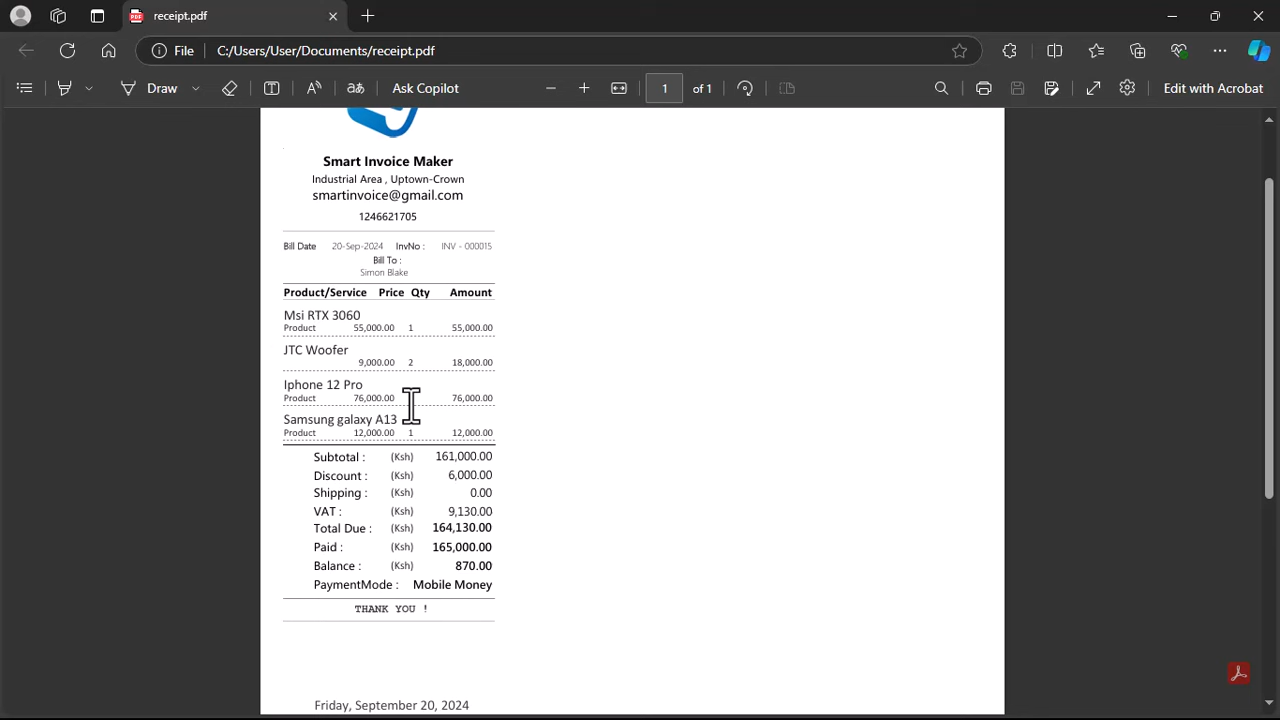 receipt.pdf
File C:/Users/User/Documents/receipt.pdf
Draw Ask Copilot 1 of 1 Edit with Acrobat
Smart Invoice Maker
Industrial Area , Uptown-Crown
smartinvoice@gmail.com
1246621705
Bill Date 20-Sep-2024 InvNo : INV - 000015
Bill To :
Simon Blake
Product/Service Price Qty Amount
Msi RTX 3060
Product 55,000.00 1 55,000.00
JTC Woofer
9,000.00 2 18,000.00
Iphone 12 Pro
Product 76,000.00 76,000.00
Samsung galaxy A13
Product 12,000.00 1 12,000.00
Subtotal : (Ksh) 161,000.00
Discount : (Ksh) 6,000.00
Shipping : (Ksh) 0.00
VAT : (Ksh) 9,130.00
Total Due : (Ksh) 164,130.00
Paid : (Ksh) 165,000.00
Balance : (Ksh) 870.00
PaymentMode : Mobile Money
THANK YOU !
Friday, September 20, 2024